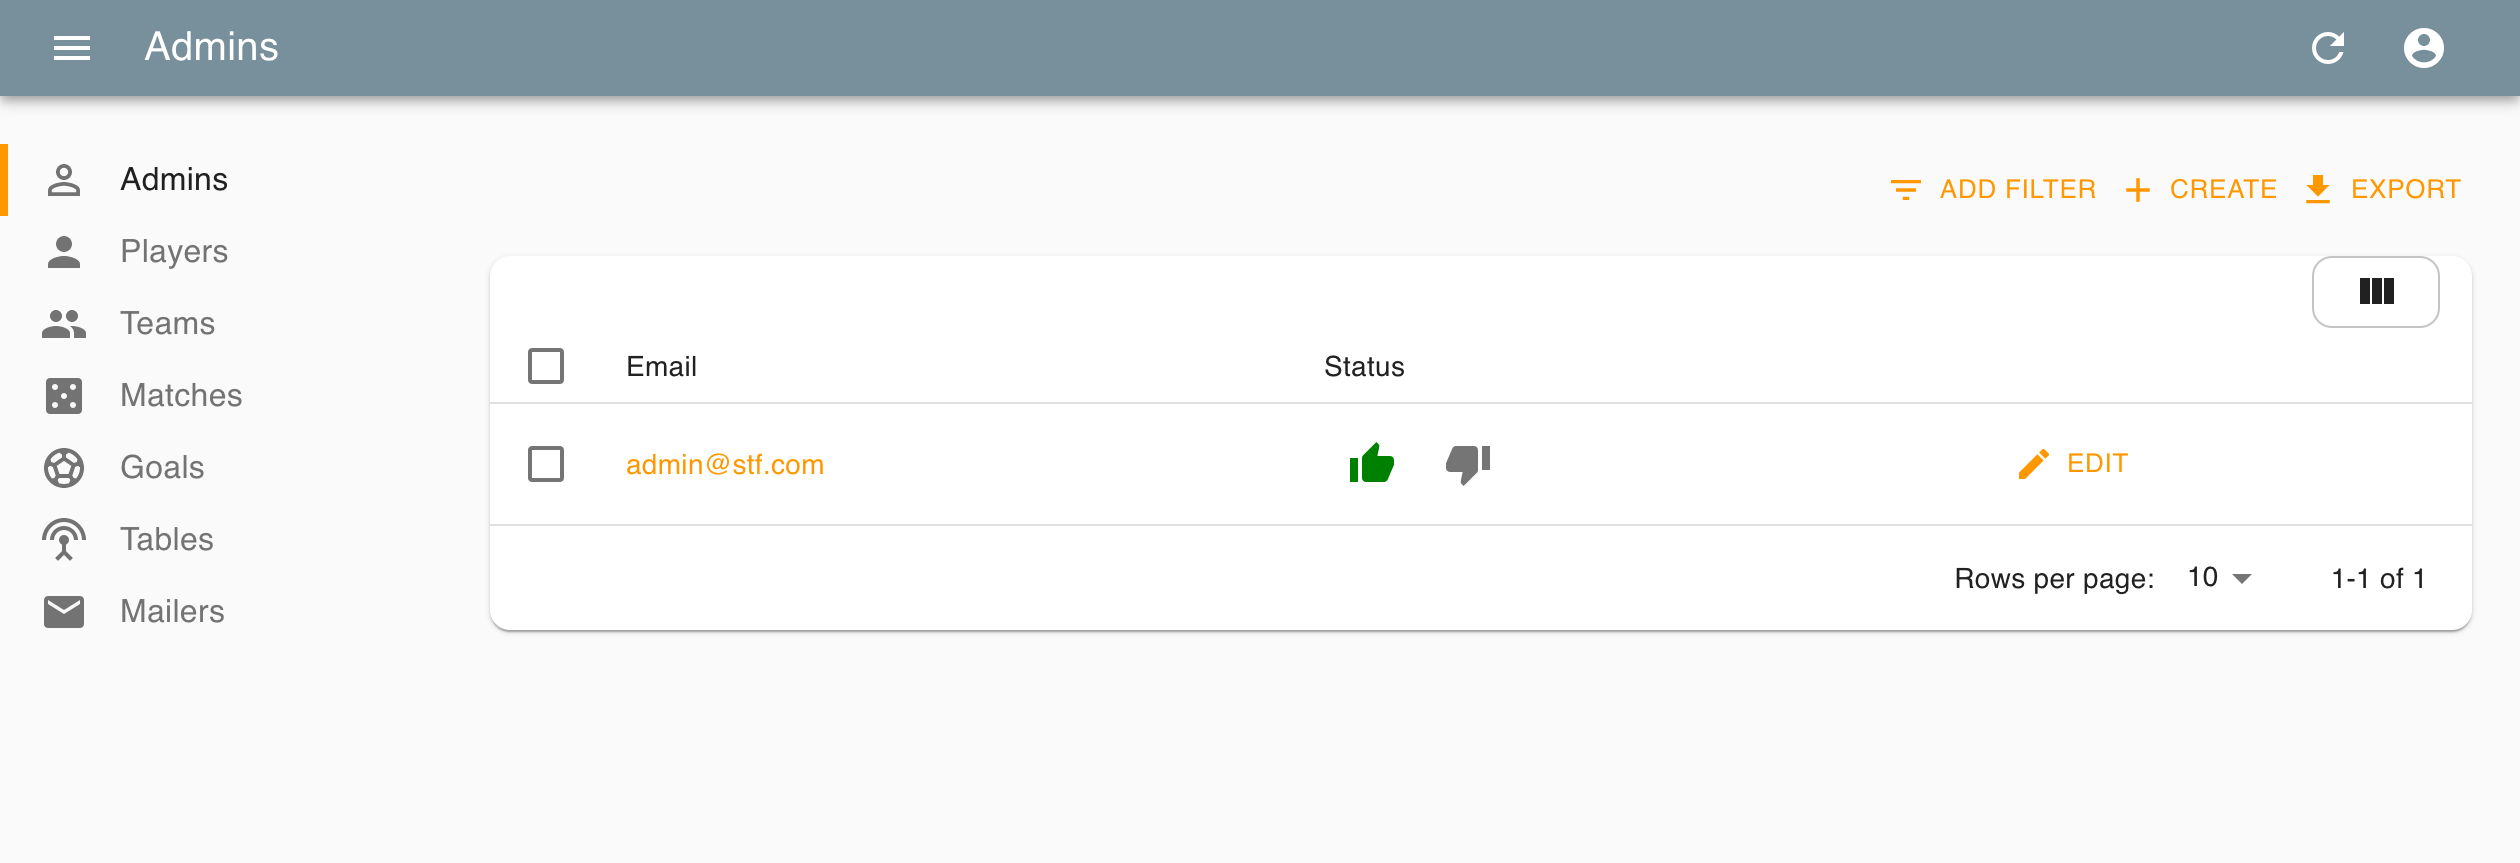 Admins
Admins
Players
Teams
Matches
Goals
Tables
Mailers
ADD FILTER CREATE EXPORT
Email Status
admin@stf.com EDIT
Rows per page: 10 1-1 of 1